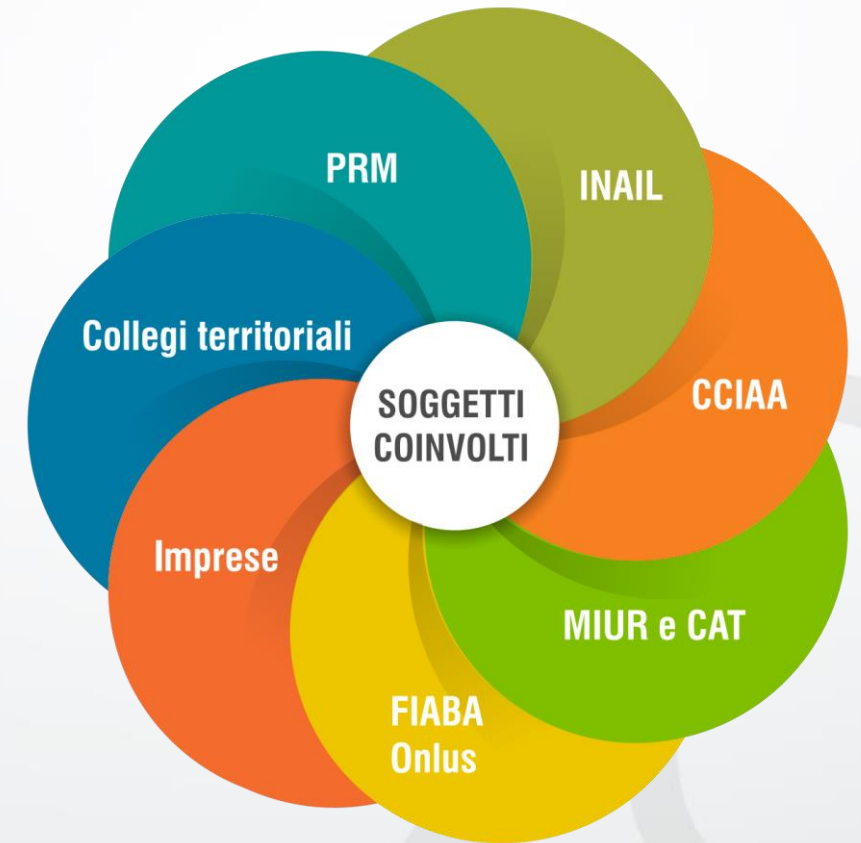 PRM
INAIL
Collegi territoriali
SOGGETTI
COINVOLTI
CCIAA
Imprese
MIUR e CAT
FIABA
Onlus